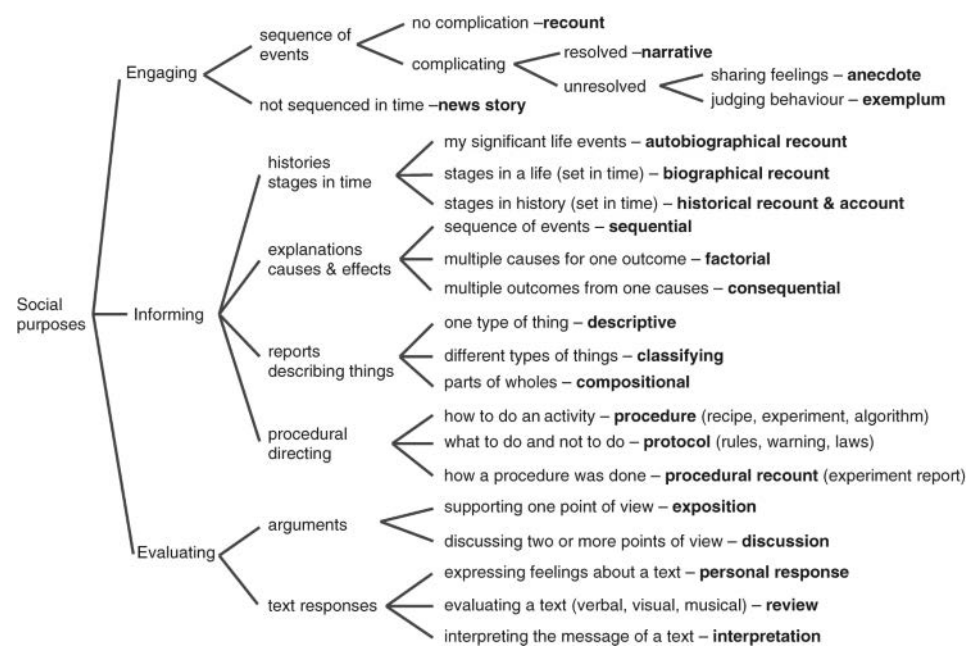 no complication –recount
sequence of
events
resolved –narrative
complicating
Engaging
sharing feelings – anecdote
unresolved
judging behaviour – exemplum
not sequenced in time –news story
my significant life events – autobiographical recount
histories
stages in time
stages in a life (set in time) – biographical recount
stages in history (set in time) – historical recount & account
sequence of events – sequential
explanations
causes & effects
multiple causes for one outcome – factorial
multiple outcomes from one causes – consequential
Social
purposes
Informing
one type of thing – descriptive
reports
describing things
different types of things – classifying
parts of wholes – compositional
how to do an activity – procedure (recipe, experiment, algorithm)
procedural
directing
what to do and not to do – protocol (rules, warning, laws)
how a procedure was done – procedural recount (experiment report)
supporting one point of view – exposition
arguments
discussing two or more points of view – discussion
Evaluating
expressing feelings about a text – personal response
text responses
evaluating a text (verbal, visual, musical) – review
interpreting the message of a text – interpretation